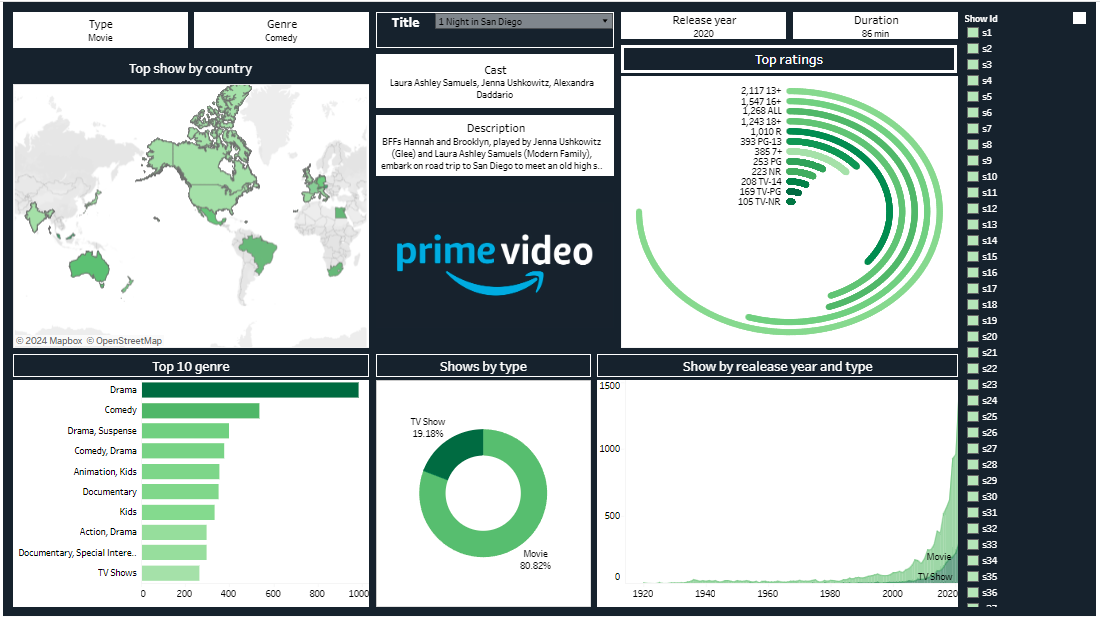 Type
Movie
Genre
Comedy
Title
1 Night in San Diego
Release year
2020
Duration
86 min
Show Id
Top show by country
© 2024 Mapbox © OpenStreetMap
Cast
Laura Ashley Samuels, Jenna Ushkowitz, Alexandra
Daddario
Description
BFFs Hannah and Brooklyn, played by Jenna Ushkowitz
(Glee) and Laura Ashley Samuels (Modern Family),
embark on road trip to San Diego to meet an old high s..
prime video
Top ratings
2,117 13+
1,547 16+
1,268 ALL
1,243 18+
1,010 R
393 PG-13
385 7+
253 PG
223 NR
208 TV-14
169 TV-PG
105 TV-NR
s1
s2
s3
s4
s5
s6
s7
s8
s9
s10
s11
s12
s13
s14
s15
s16
s17
s18
s19
s20
s21
s22
s23
s24
s25
s26
s27
s28
s29
s30
s31
s32
s33
s34
s35
s36
Top 10 genre
Drama
Comedy
Drama, Suspense
Comedy, Drama
Animation, Kids
Documentary
Kids
Action, Drama
Documentary, Special Intere..
TV Shows
0 200 400 600 800 1000
Shows by type
TV Show
19.18%
Movie
80.82%
Show by realease year and type
1500
1000
500
0
Movie
TV Show
1920 1940 1960 1980 2000 2020